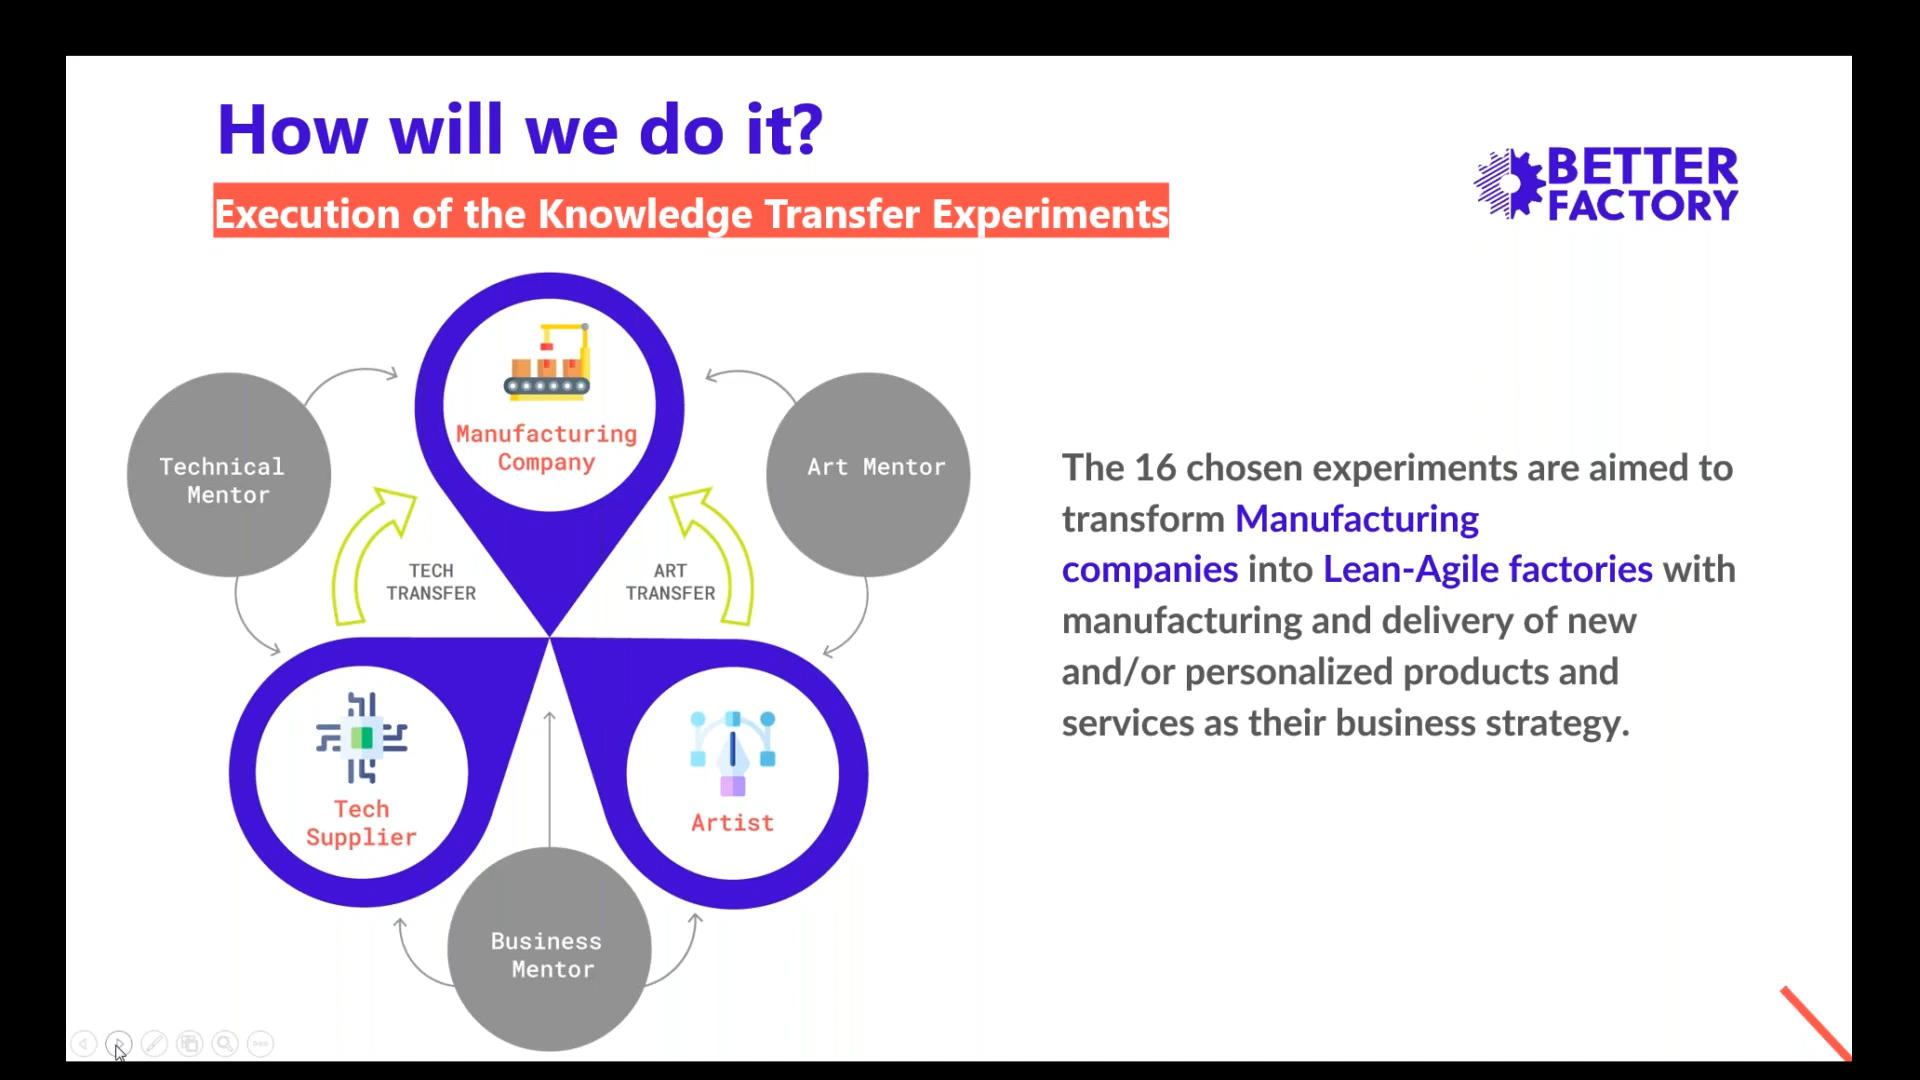 How will we do it?
Execution of the Knowledge Transfer Experiments
BETTER
FACTORY
Manufacturing
Company
Technical
Mentor
Art Mentor
TECH
TRANSFER
ART
TRANSFER
Tech
Supplier
Artist
Business
Mentor
The 16 chosen experiments are aimed to
transform Manufacturing
companies into Lean-Agile factories with
manufacturing and delivery of new
and/or personalized products and
services as their business strategy.